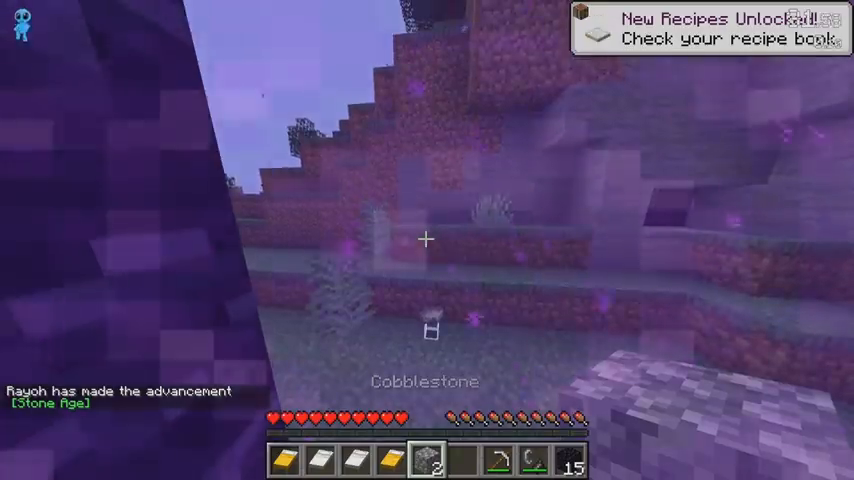 New Recipes Unlocked!
Check your recipe book
Cobblestone
Rayoh has made the advancement
[Stone Age]
2
15